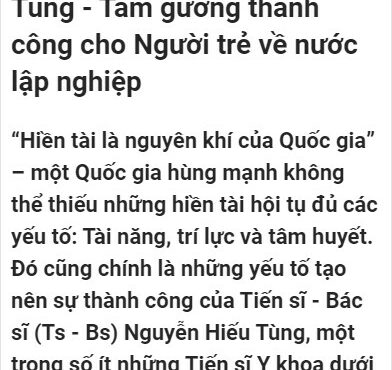 Tùng - Tấm gương thành
công cho Người trẻ về nước
lập nghiệp
“Hiền tài là nguyên khí của Quốc gia”
– một Quốc gia hùng mạnh không
thể thiếu những hiền tài hội tụ đủ các
yếu tố: Tài năng, trí lực và tâm huyết.
Đó cũng chính là những yếu tố tạo
nên sự thành công của Tiến sĩ - Bác
sĩ (Ts - Bs) Nguyễn Hiếu Tùng, một
trong số ít những Tiến sĩ Y khoa dưới